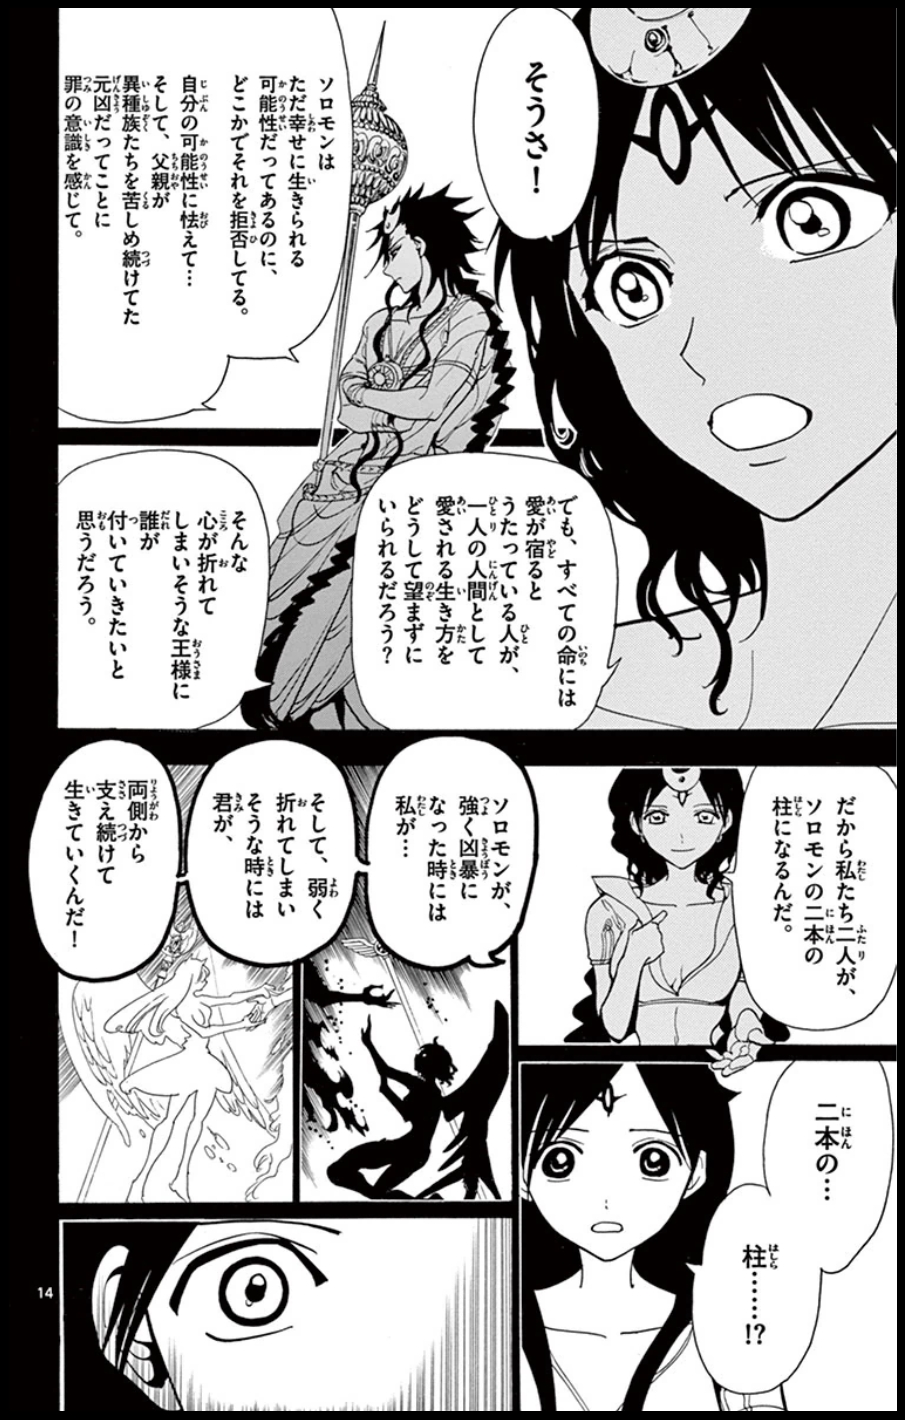 そうさ!
ソロモンは
ただ幸せに生きられる
可能性だってあるのに、
どこかでそれを拒否してる。
自分の可能性に怯えて…
そして、父親が
異種族たちを苦しめ続けてた
元凶だってことに
罪の意識を感じて。
でも、すべての命には
愛が宿ると
うたっている人が、
一人の人間として
愛される生き方を
どうして望まずに
いられるだろう?
そんな
心が折れて
しまいそうな王様に
誰が
付いていきたいと
思うだろう。
だから私たち二人が、
ソロモンの二本の
柱になるんだ。
ソロモンが、
強く凶暴に
なった時には
私が…
そして、弱く
折れてしまい
そうな時には
君が、
両側から
支え続けて
生きていくんだ!
二本の…
柱……!?
14